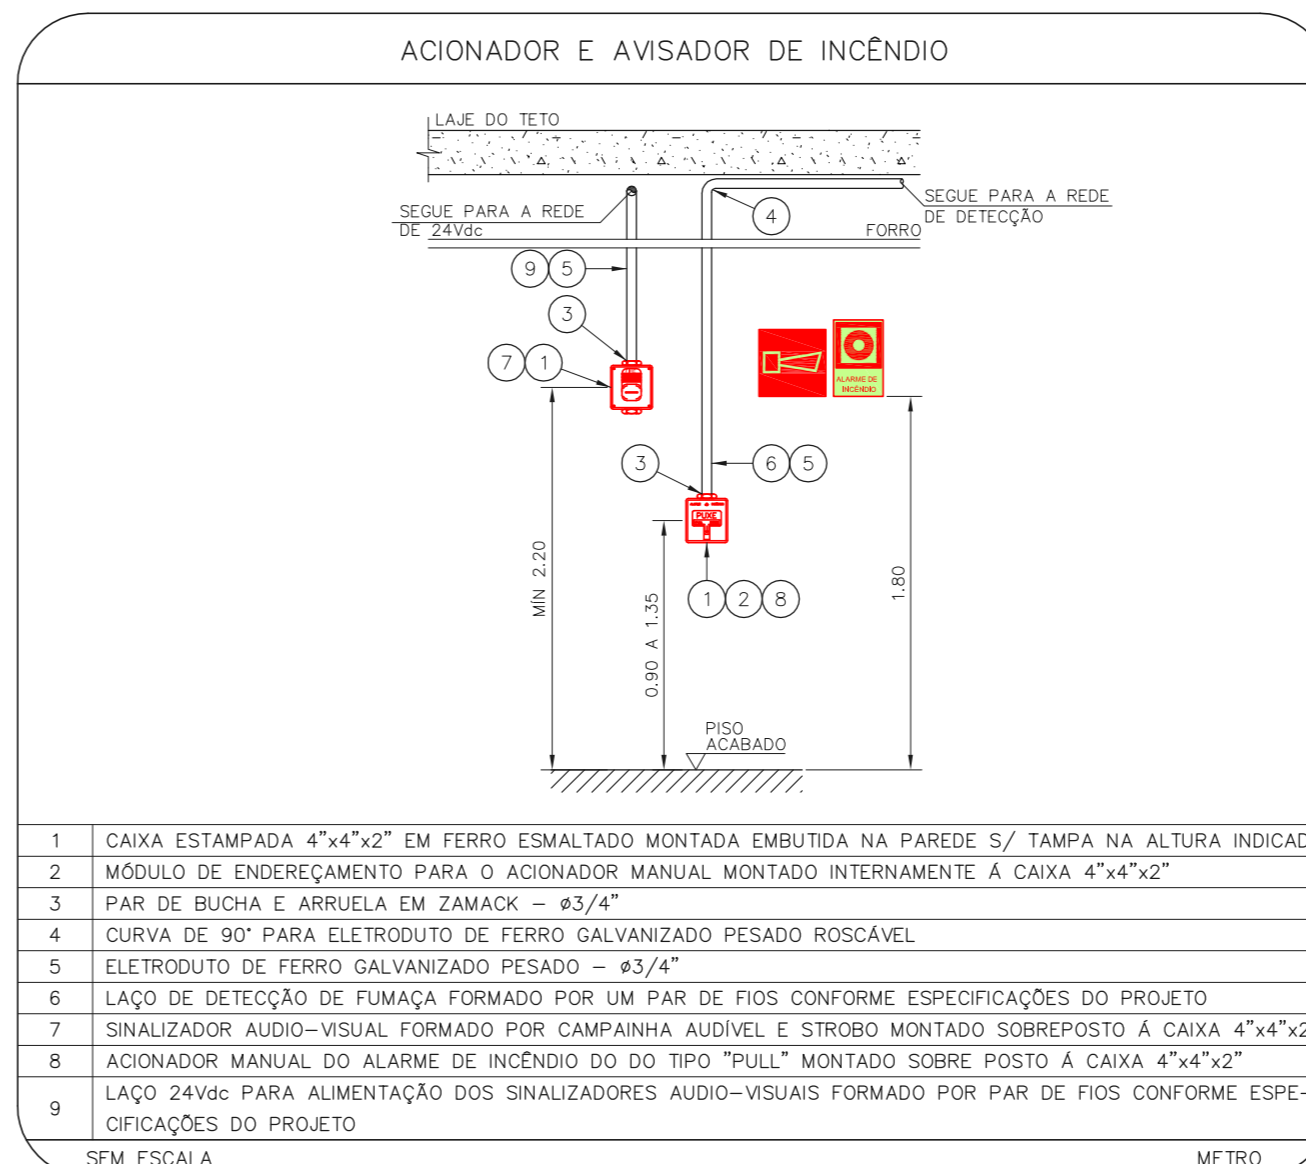 ACIONADOR E AVISADOR DE INCÊNDIO
LAJE DO TETO
SEGUE PARA A REDE
DE 24Vdc
4
SEGUE PARA A REDE
DE DETECÇÃO
FORRO
9 5
3
7 1
ALARME DE
INCÊNDIO
3
6 5
PUXE
1 2 8
MÍN 2.20
0.90 A 1.35
1.80
PISO
ACABADO
1 CAIXA ESTAMPADA 4”x4”x2” EM FERRO ESMALTADO MONTADA EMBUTIDA NA PAREDE S/ TAMPA NA ALTURA INDICAD
2 MÓDULO DE ENDEREÇAMENTO PARA O ACIONADOR MANUAL MONTADO INTERNAMENTE Á CAIXA 4”x4”x2”
3 PAR DE BUCHA E ARRUELA EM ZAMACK – ø3/4”
4 CURVA DE 90° PARA ELETRODUTO DE FERRO GALVANIZADO PESADO ROSCÁVEL
5 ELETRODUTO DE FERRO GALVANIZADO PESADO – ø3/4”
6 LAÇO DE DETECÇÃO DE FUMAÇA FORMADO POR UM PAR DE FIOS CONFORME ESPECIFICAÇÕES DO PROJETO
7 SINALIZADOR AUDIO–VISUAL FORMADO POR CAMPAINHA AUDÍVEL E STROBO MONTADO SOBREPOSTO Á CAIXA 4”x4”x2
8 ACIONADOR MANUAL DO ALARME DE INCÊNDIO DO DO TIPO ”PULL” MONTADO SOBRE POSTO Á CAIXA 4”x4”x2”
9 LAÇO 24Vdc PARA ALIMENTAÇÃO DOS SINALIZADORES AUDIO–VISUAIS FORMADO POR PAR DE FIOS CONFORME ESPE–
CIFICAÇÕES DO PROJETO
SEM ESCALA
METRO